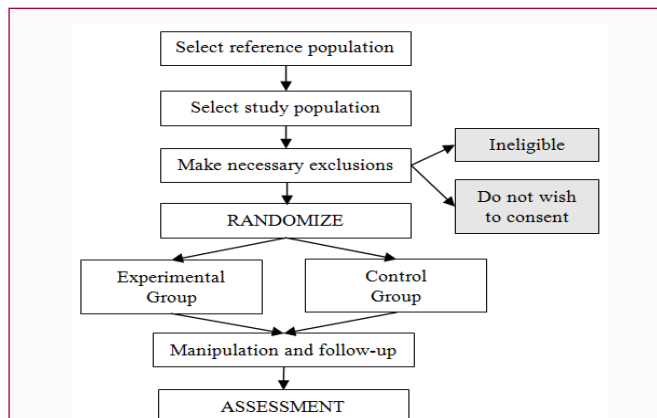 Select reference population
Select study population
Make necessary exclusions
Ineligible
Do not wish
to consent
RANDOMIZE
Experimental
Group
Control
Group
Manipulation and follow-up
ASSESSMENT